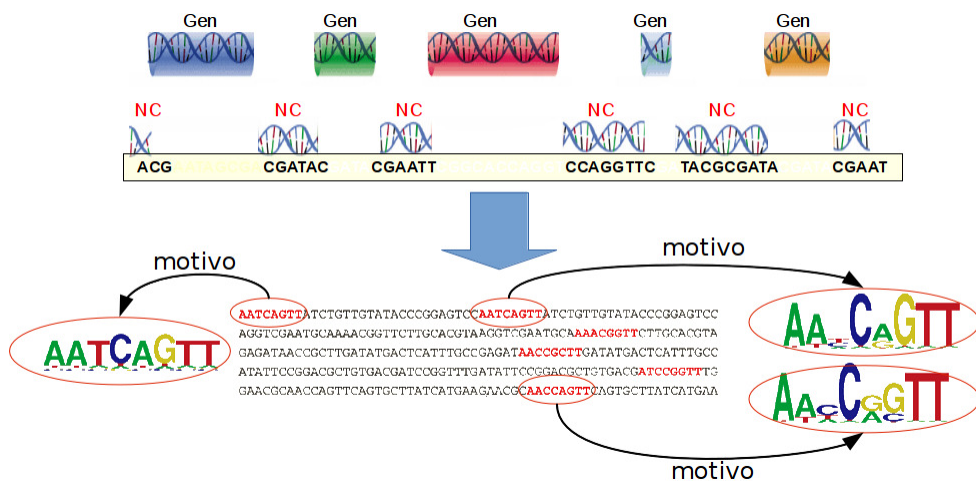 Gen Gen Gen Gen Gen
NC NC NC NC NC NC
ACG CGATAC CGAATT CCAGGTTC TACGCGATA CGAAT
motivo motivo
AATCAGTTATCTGTTGTATACCCGGAGTCCAATCAGTTATCTGTTGTATACCCGGAGTCC
AGGTCGAATGCAAAACGGTTCTTGCACGTAAGGTCGAATGCAAAACGGTTCTTGCACGTA
GAGATAACCGCTTGATATGACTCATTTGCCGAGATAACCGCTTGATATGACTCATTTGCC
ATATTCCGGACGCTGTGACGATCCGGTTTGATATTCCGGACGCTGTGACGATCCGGTTTG
GAACGCAACCAGTTCAGTGCTTATCATGAAGAACGCAACCAGTTCAGTGCTTATCATGAA
AATCAGTT
motivo